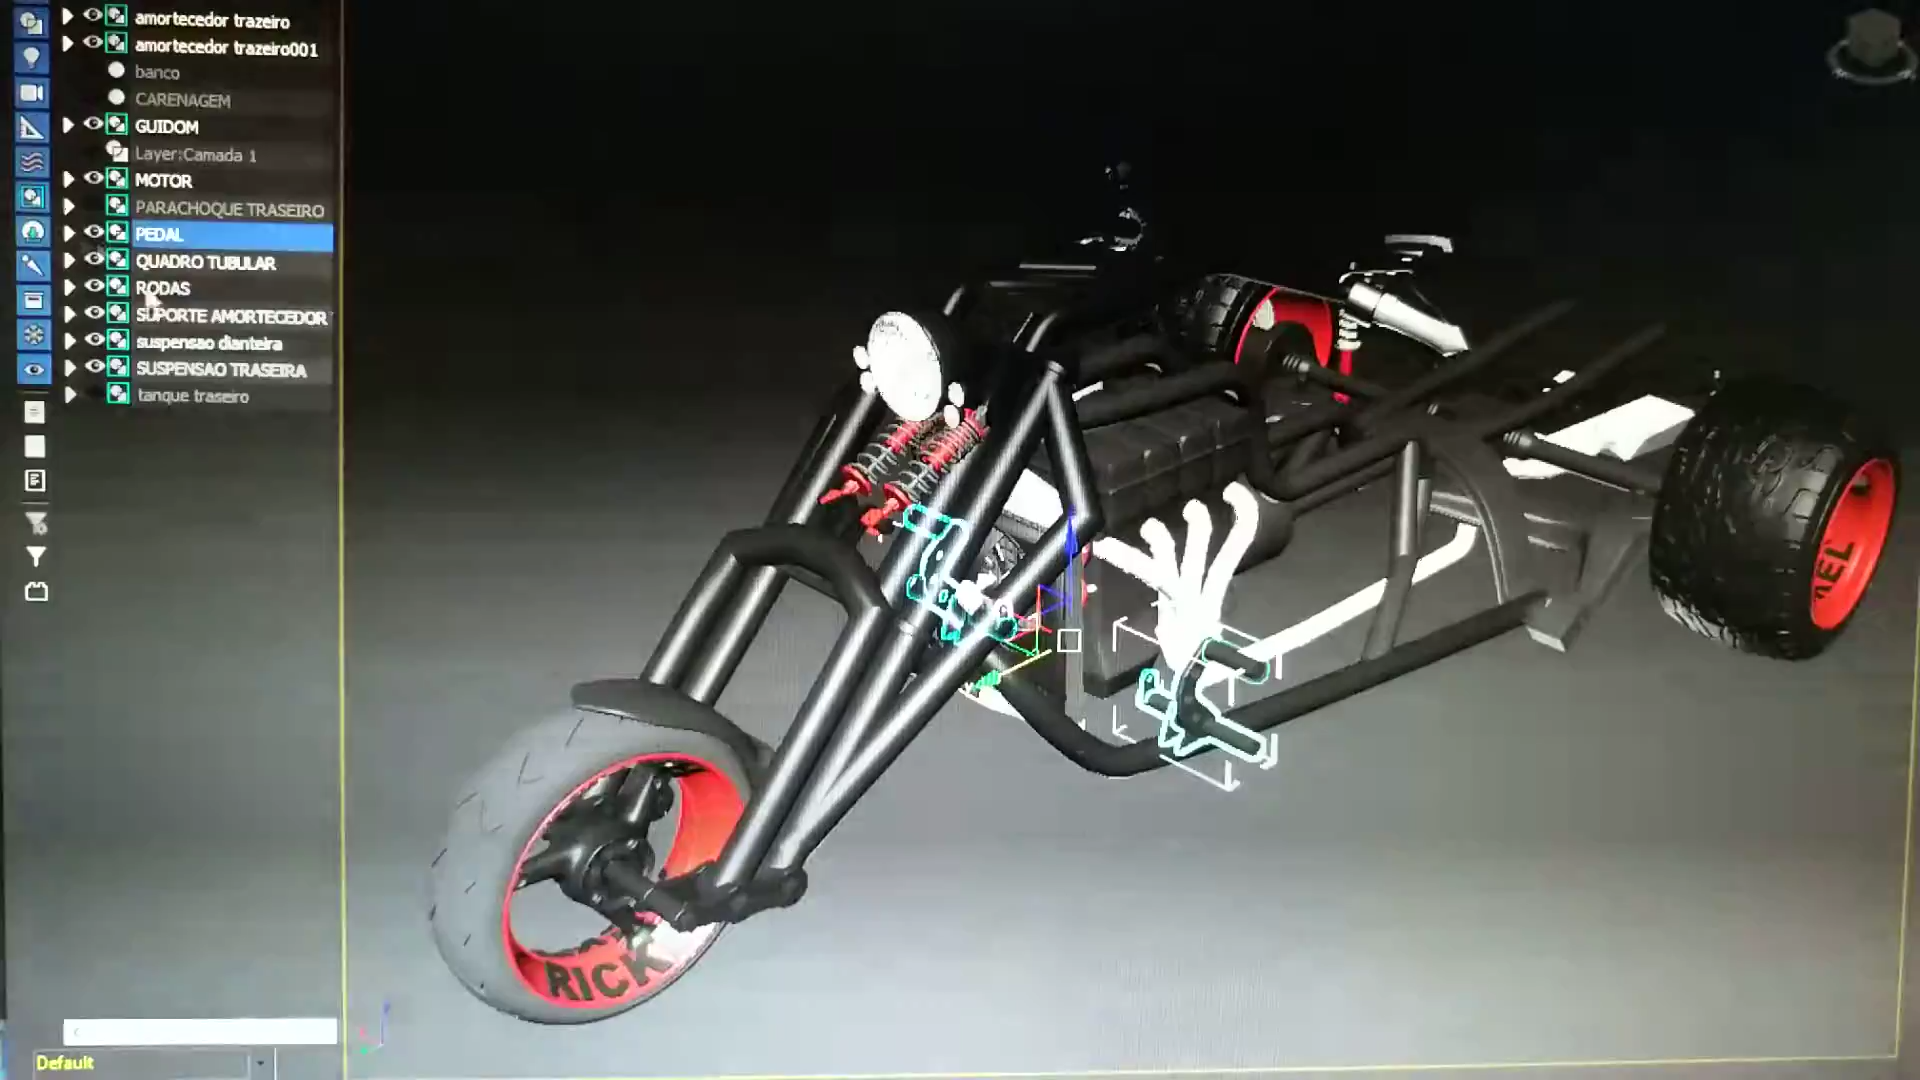 amortecedor trazeiro
amortecedor trazeiro001
banco
CARENAGEM
GUIDOM
Layer:Camada 1
MOTOR
PARACHOQUE TRASEIRO
PEDAL
QUADRO TUBULAR
RODAS
SUPORTE AMORTECEDOR
suspensao dianteira
SUSPENSAO TRASEIRA
tanque traseiro
AEL
RICK
Default